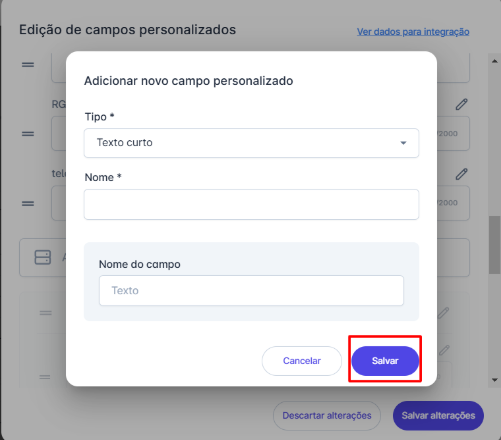 Edição de campos personalizados
Ver dados para integração
Adicionar novo campo personalizado
RG
Tipo *
Texto curto
/2000
Nome *
/2000
Nome do campo
Texto
Cancelar
Salvar
Descartar alterações
Salvar alterações